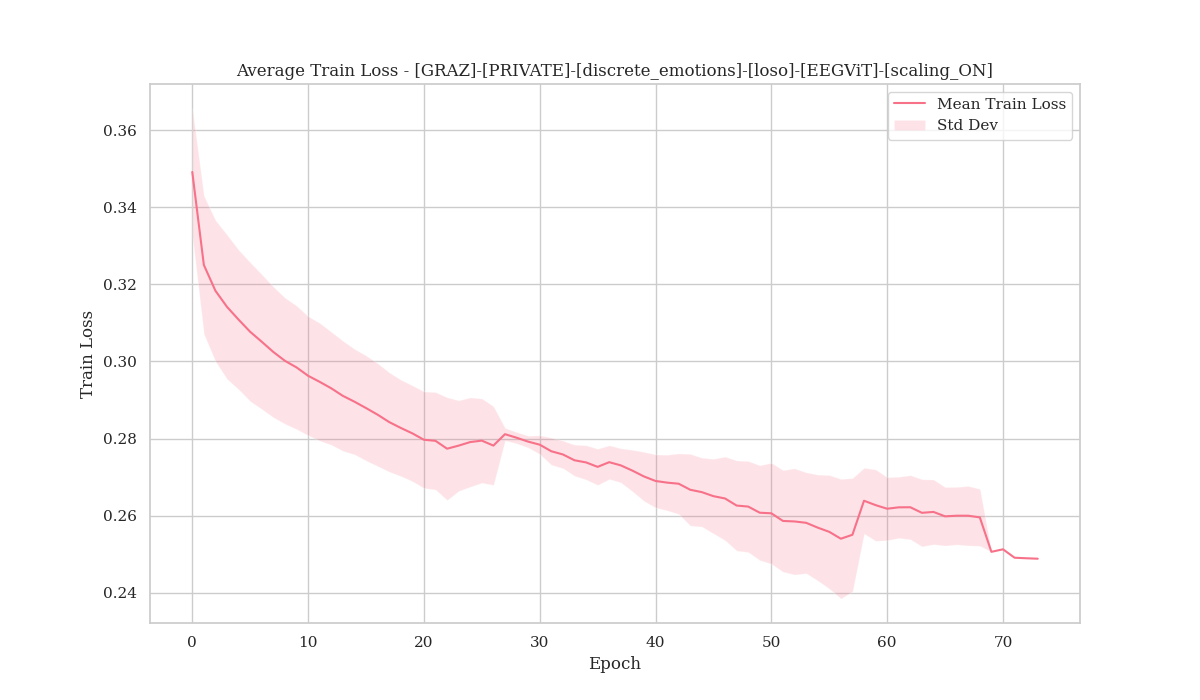 Average Train Loss - [GRAZ]-[PRIVATE]-[discrete_emotions]-[loso]-[EEGViT]-[scaling_ON]
Mean Train Loss
Std Dev
0.36
0.34
0.32
0.30
0.28
0.26
0.24
Train Loss
0 10 20 30 40 50 60 70
Epoch